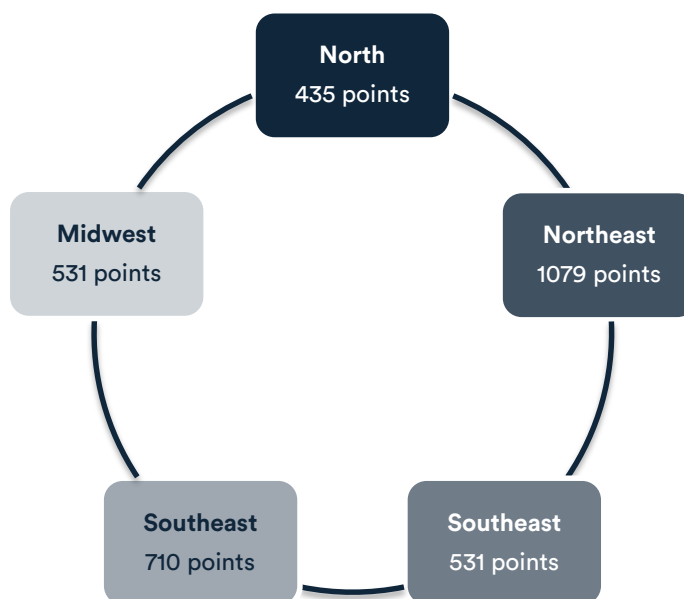 North
435 points
Midwest
531 points
Northeast
1079 points
Southeast
710 points
Southeast
531 points